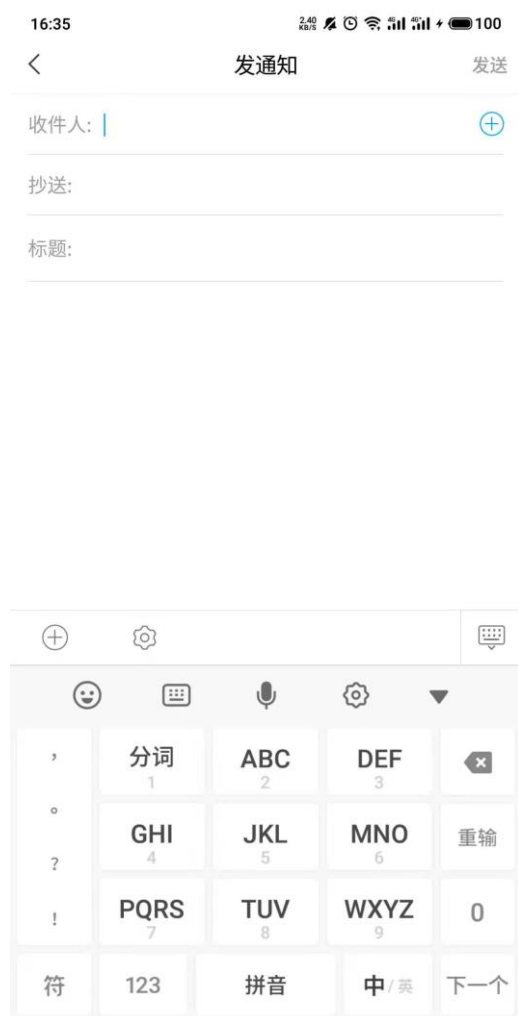 16:35 2.40 KB/S 4G 4G 100
发通知 发送
收件人:
抄送:
标题:
， 分词 ABC DEF
1 2 3
。 GHI JKL MNO 重输
? 4 5 6
! PQRS TUV WXYZ 0
7 8 9
符 123 拼音 中/英 下一个